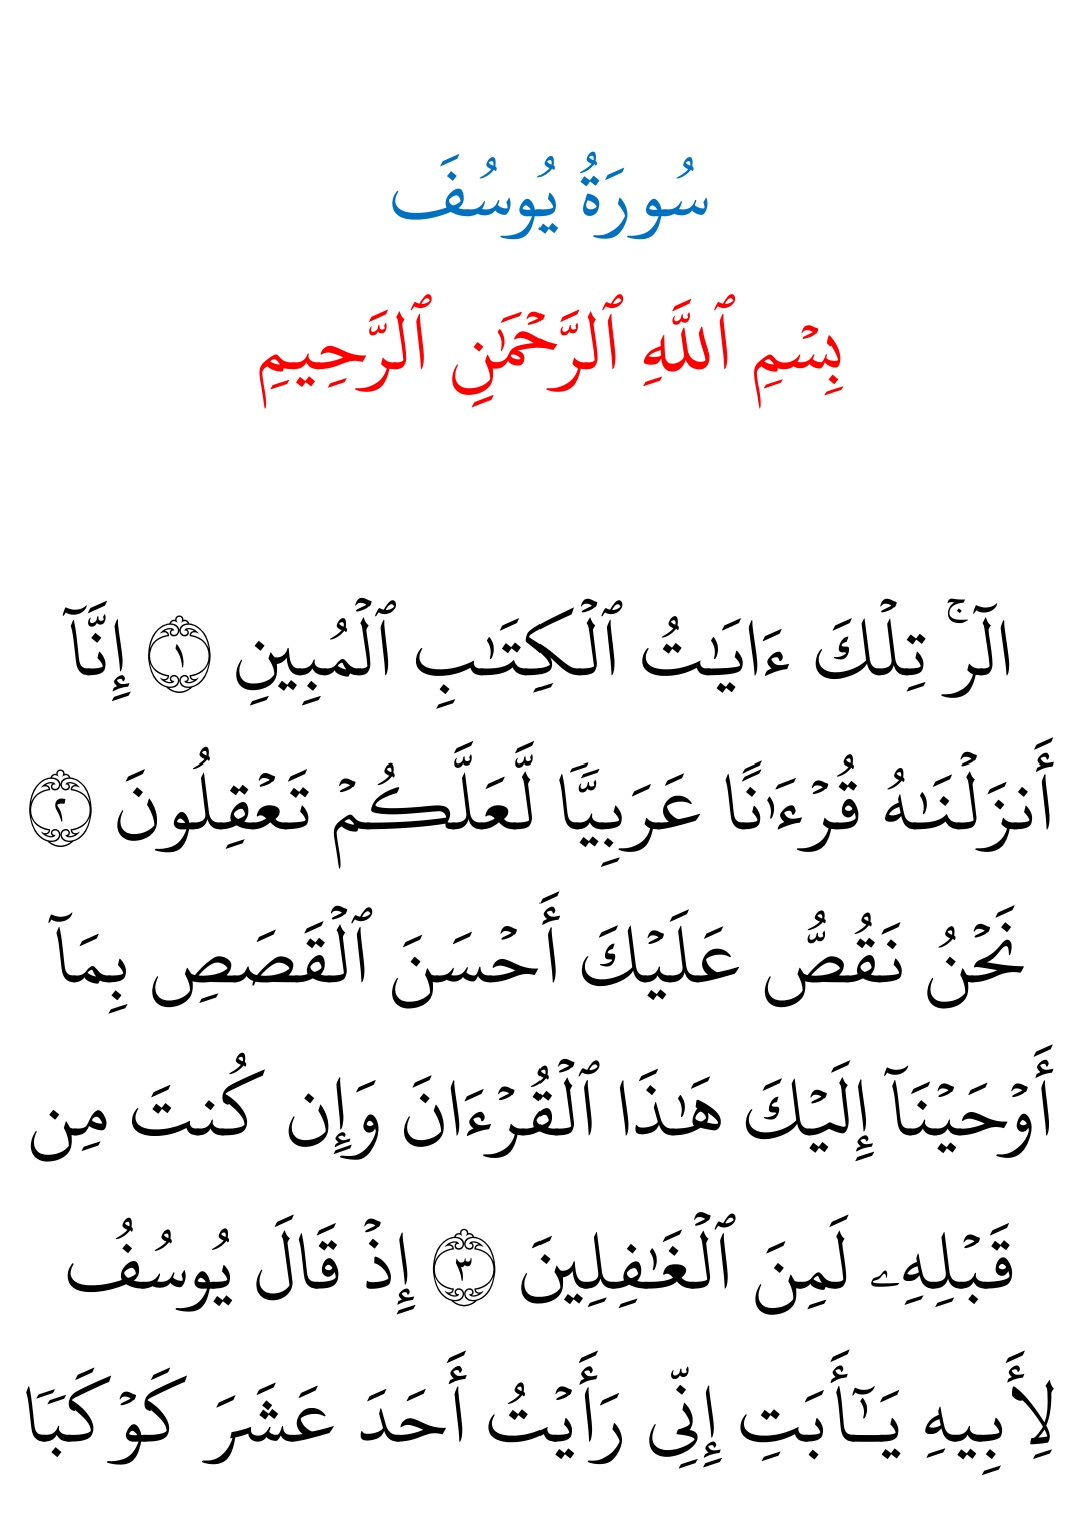 سُورَةُ يُوسُفَ
بِسۡمِ ٱللَّهِ ٱلرَّحۡمَٰنِ ٱلرَّحِيمِ
الٓرۚ تِلۡكَ ءَايَٰتُ ٱلۡكِتَٰبِ ٱلۡمُبِينِ ١ إِنَّآ
أَنزَلۡنَٰهُ قُرۡءَٰنًا عَرَبِيّٗا لَّعَلَّكُمۡ تَعۡقِلُونَ ٢
نَحۡنُ نَقُصُّ عَلَيۡكَ أَحۡسَنَ ٱلۡقَصَصِ بِمَآ
أَوۡحَيۡنَآ إِلَيۡكَ هَٰذَا ٱلۡقُرۡءَانَ وَإِن كُنتَ مِن
قَبۡلِهِۦ لَمِنَ ٱلۡغَٰفِلِينَ ٣ إِذۡ قَالَ يُوسُفُ
لِأَبِيهِ يَٰٓأَبَتِ إِنِّي رَأَيۡتُ أَحَدَ عَشَرَ كَوۡكَبٗا